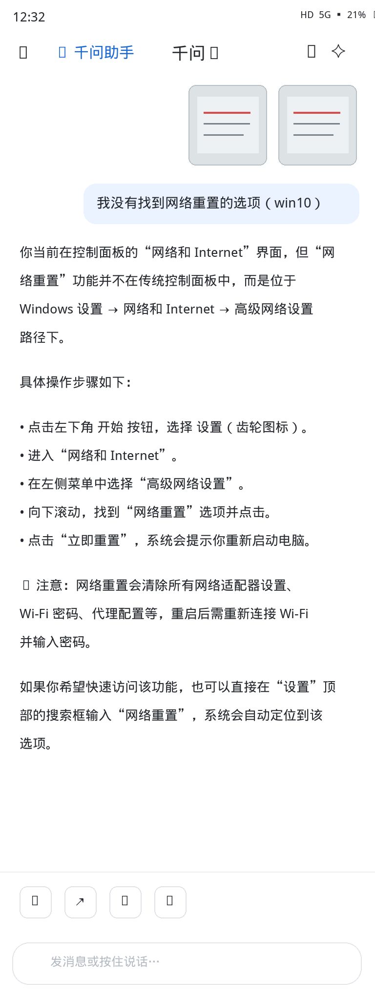 12:32
HD 5G ▪ 21%
千问助手
千问
我没有找到网络重置的选项（win10）
你当前在控制面板的“网络和 Internet”界面，但“网
络重置”功能并不在传统控制面板中，而是位于
Windows 设置 → 网络和 Internet → 高级网络设置
路径下。
具体操作步骤如下：
• 点击左下角 开始 按钮，选择 设置（齿轮图标）。
• 进入“网络和 Internet”。
• 在左侧菜单中选择“高级网络设置”。
• 向下滚动，找到“网络重置”选项并点击。
• 点击“立即重置”，系统会提示你重新启动电脑。
注意：网络重置会清除所有网络适配器设置、
Wi-Fi 密码、代理配置等，重启后需重新连接 Wi-Fi
并输入密码。
如果你希望快速访问该功能，也可以直接在“设置”顶
部的搜索框输入“网络重置”，系统会自动定位到该
选项。
发消息或按住说话…